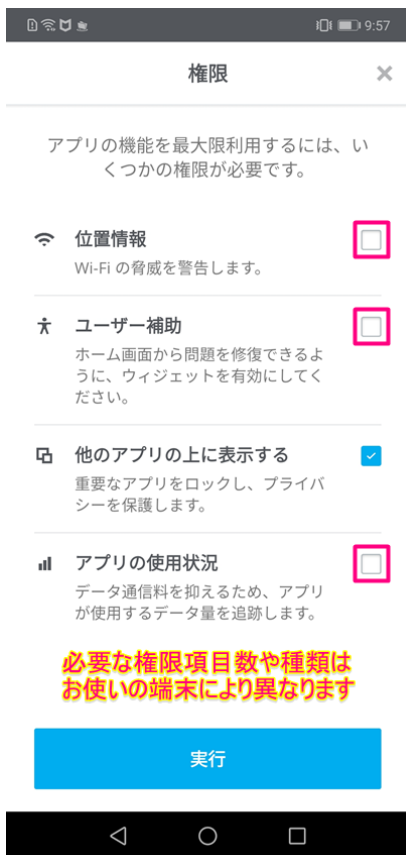 9:57
権限
アプリの機能を最大限利用するには、い
くつかの権限が必要です。
位置情報
Wi-Fi の脅威を警告します。
ユーザー補助
ホーム画面から問題を修復できるよ
うに、ウィジェットを有効にしてく
ださい。
他のアプリの上に表示する
重要なアプリをロックし、プライバ
シーを保護します。
アプリの使用状況
データ通信料を抑えるため、アプリ
が使用するデータ量を追跡します。
必要な権限項目数や種類は
お使いの端末により異なります
実行